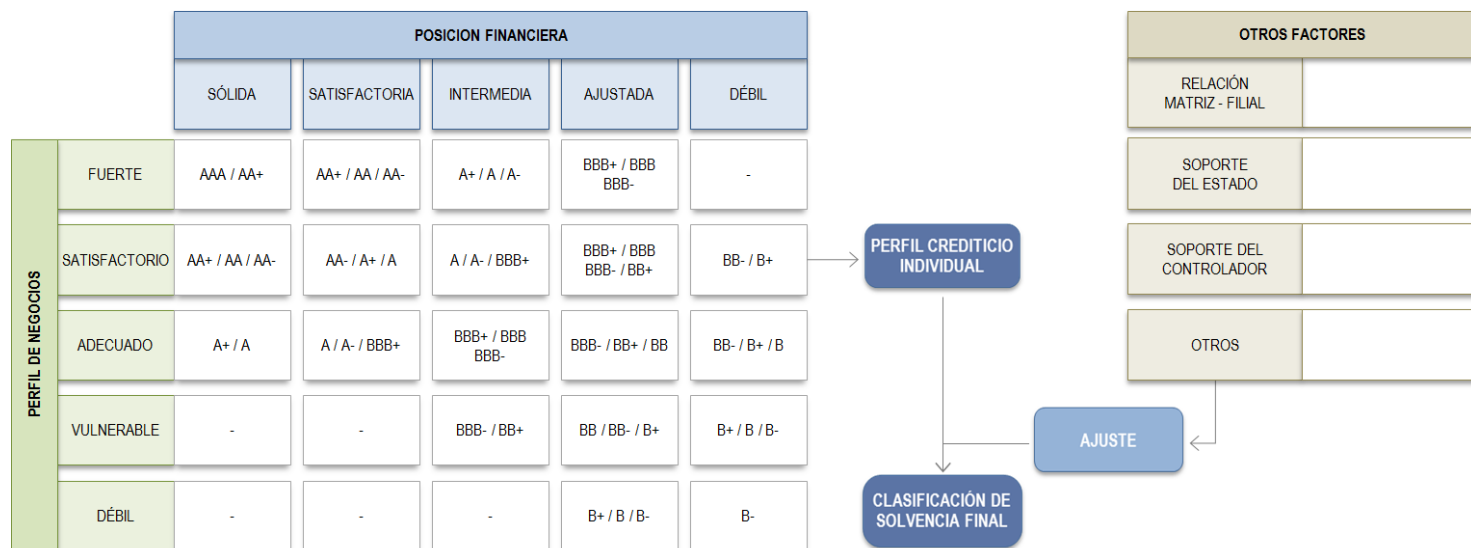 POSICION FINANCIERA
SÓLIDA
SATISFACTORIA
INTERMEDIA
AJUSTADA
DÉBIL
PERFIL DE NEGOCIOS
FUERTE
AAA / AA+
AA+ / AA / AA-
A+ / A / A-
BBB+ / BBB
BBB-
-
SATISFACTORIO
AA+ / AA / AA-
AA- / A+ / A
A / A- / BBB+
BBB+ / BBB
BBB- / BB+
BB- / B+
ADECUADO
A+ / A
A / A- / BBB+
BBB+ / BBB
BBB-
BBB- / BB+ / BB
BB- / B+ / B
VULNERABLE
-
-
BBB- / BB+
BB / BB- / B+
B+ / B / B-
DÉBIL
-
-
-
B+ / B / B-
B-
PERFIL CREDITICIO
INDIVIDUAL
OTROS FACTORES
RELACIÓN
MATRIZ - FILIAL
SOPORTE
DEL ESTADO
SOPORTE DEL
CONTROLADOR
OTROS
AJUSTE
CLASIFICACIÓN DE
SOLVENCIA FINAL